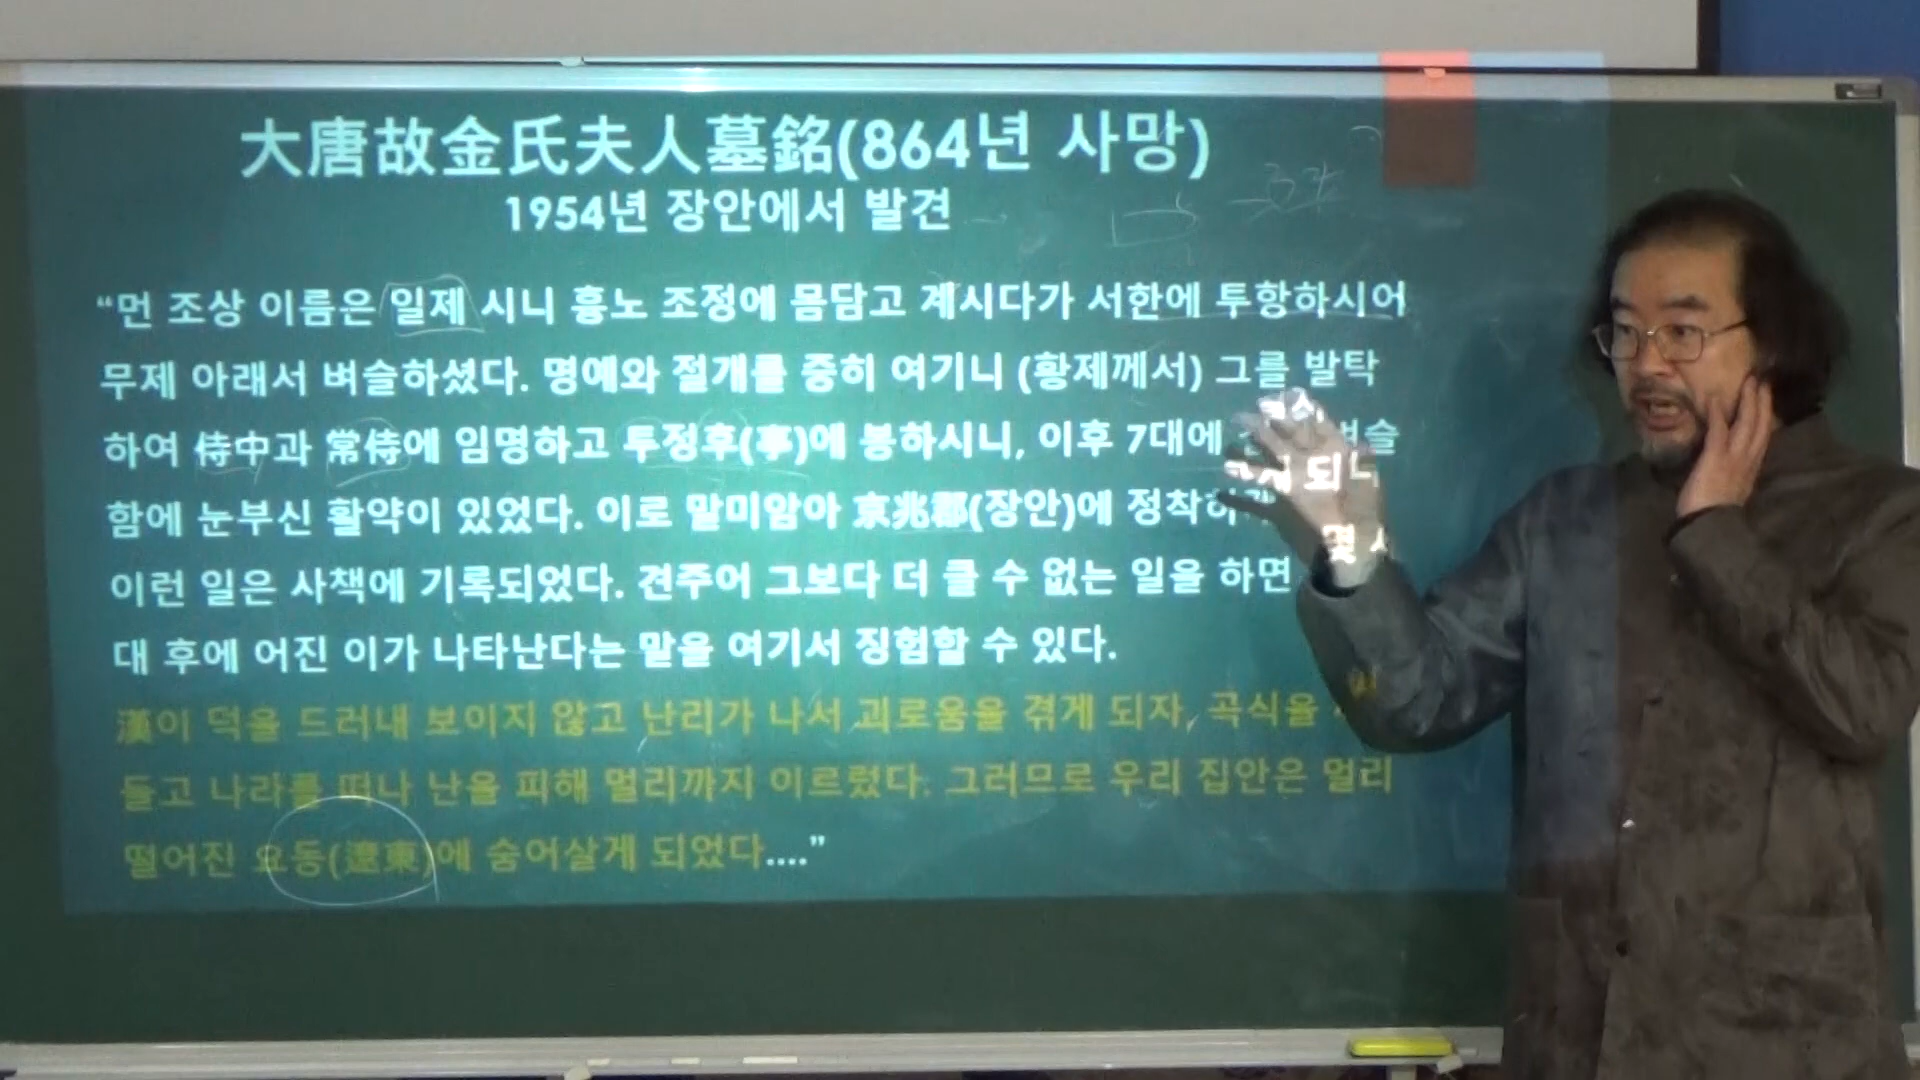 大唐故金氏夫人墓銘(864년 사망)
1954년 장안에서 발견
“먼 조상 이름은 일제 시니 흉노 조정에 몸담고 계시다가 서한에 투항하시어
무제 아래서 벼슬하셨다. 명예와 절개를 중히 여기니 (황제께서) 그를 발탁
하여 侍中과 常侍에 임명하고 투정후(亭)에 봉하시니, 이후 7대에 벼슬
함에 눈부신 활약이 있었다. 이로 말미암아 京兆郡(장안)에 정착하게 되니
이런 일은 사책에 기록되었다. 견주어 그보다 더 클 수 없는 일을 하면 몇
대 후에 어진 이가 나타난다는 말을 여기서 징험할 수 있다.
漢이 덕을 드러내 보이지 않고 난리가 나서 괴로움을 겪게 되자, 곡식을
들고 나라를 떠나 난을 피해 멀리까지 이르렀다. 그러므로 우리 집안은 멀리
떨어진 요동(遼東)에 숨어살게 되었다....”